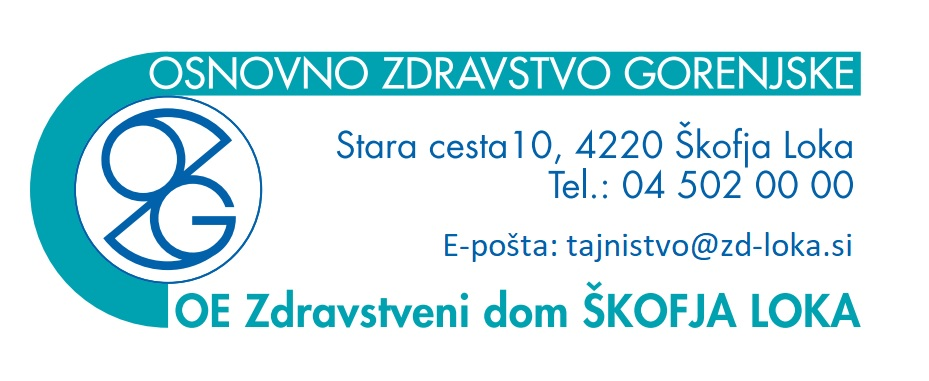 OSNOVNO ZDRAVSTVO GORENJSKE
OZG
Stara cesta10, 4220 Škofja Loka
Tel.: 04 502 00 00
E-pošta: tajnistvo@zd-loka.si
OE Zdravstveni dom ŠKOFJA LOKA